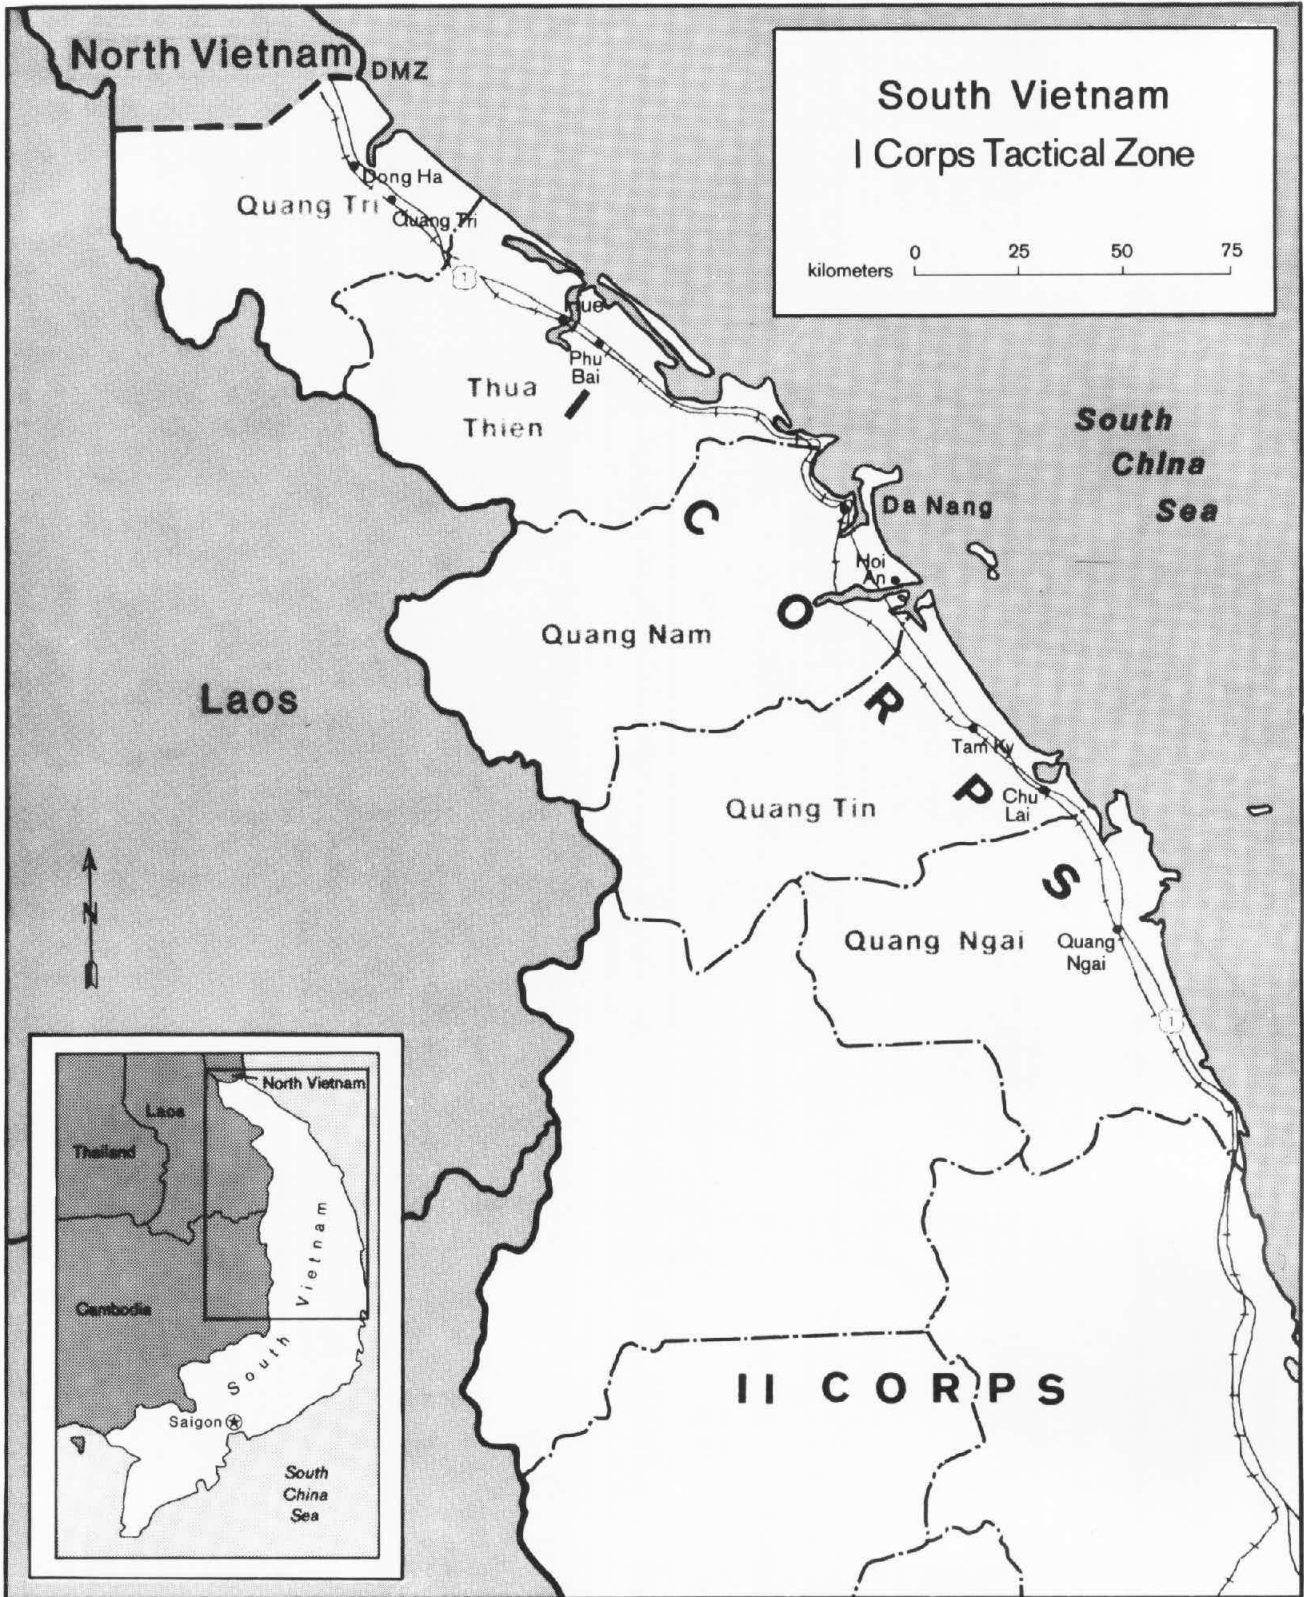 North Vietnam
DMZ
South Vietnam
I Corps Tactical Zone
0 25 50 75
kilometers
Dong Ha
Quang Tri
Quang Tri
1
Hue
Phu
Bai
Thua
Thien
I
South
China
Sea
C
Da Nang
Hoi
An
O
Quang Nam
Laos
R
Tam Ky
P
Chu
Lai
Quang Tin
S
N
Quang Ngai
Quang
Ngai
1
North Vietnam
Laos
Thailand
South Vietnam
Cambodia
Saigon
South
China
Sea
II CORPS